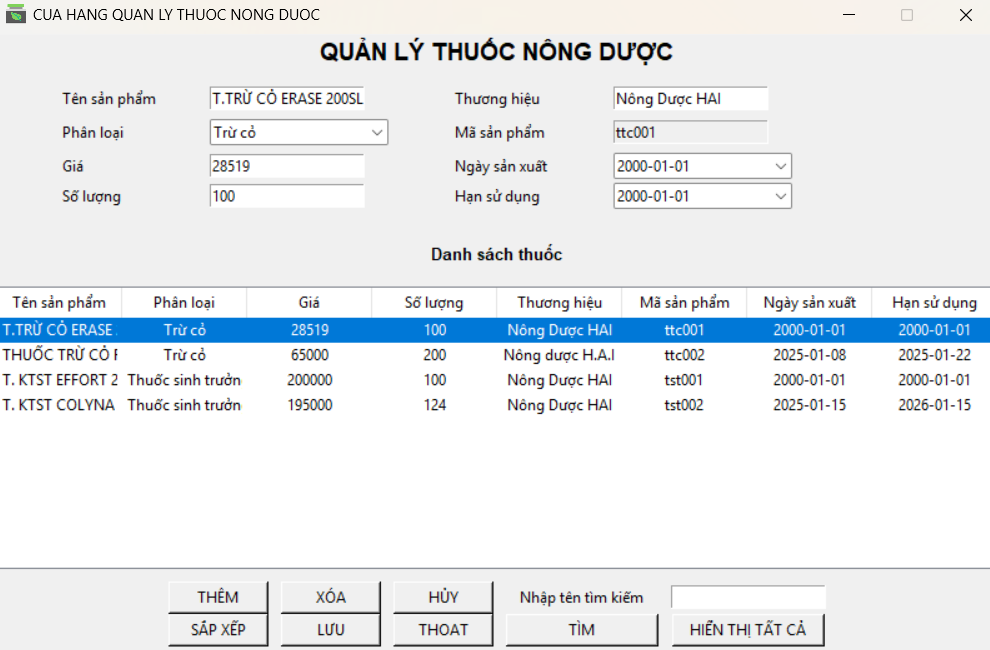 CUA HANG QUAN LY THUOC NONG DUOC
QUẢN LÝ THUỐC NÔNG DƯỢC
Tên sản phẩm T.TRỪ CỎ ERASE 200SL Thương hiệu Nông Dược HAI
Phân loại Trừ cỏ Mã sản phẩm ttc001
Giá 28519 Ngày sản xuất 2000-01-01
Số lượng 100 Hạn sử dụng 2000-01-01
Danh sách thuốc
Tên sản phẩm Phân loại Giá Số lượng Thương hiệu Mã sản phẩm Ngày sản xuất Hạn sử dụng
T.TRỪ CỎ ERASE Trừ cỏ 28519 100 Nông Dược HAI ttc001 2000-01-01 2000-01-01
THUỐC TRỪ CỎ Trừ cỏ 65000 200 Nông dược H.A.I ttc002 2025-01-08 2025-01-22
T. KTST EFFORT 2 Thuốc sinh trưởn 200000 100 Nông Dược HAI tst001 2000-01-01 2000-01-01
T. KTST COLYNA Thuốc sinh trưởn 195000 124 Nông Dược HAI tst002 2025-01-15 2026-01-15
THÊM XÓA HỦY Nhập tên tìm kiếm
SẮP XẾP LƯU THOAT TÌM HIỂN THỊ TẤT CẢ